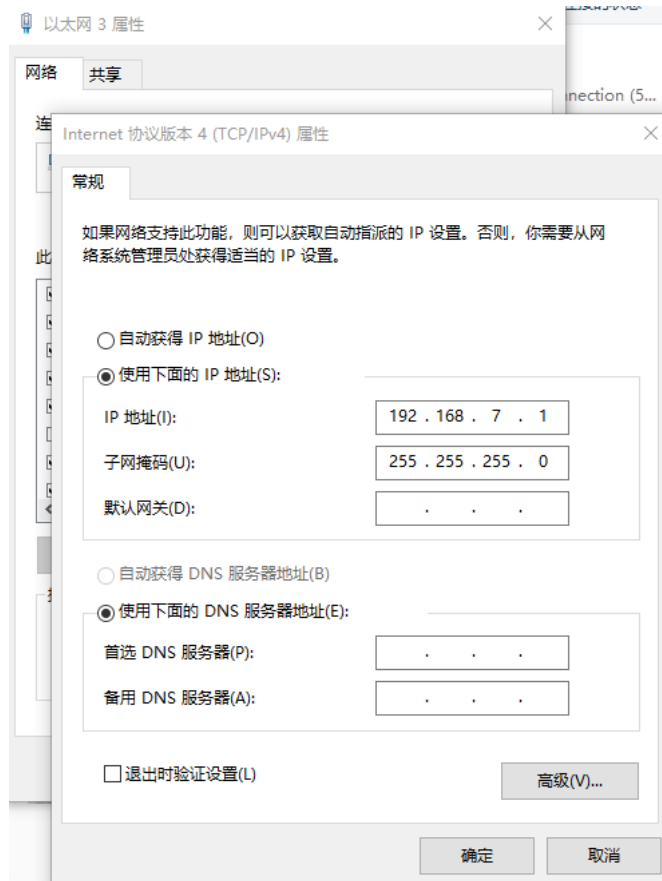 以太网 3 属性
网络
共享
nnection (5...
连
Internet 协议版本 4 (TCP/IPv4) 属性
常规
如果网络支持此功能，则可以获取自动指派的 IP 设置。否则，你需要从网
络系统管理员处获得适当的 IP 设置。
此
自动获得 IP 地址(O)
使用下面的 IP 地址(S):
IP 地址(I):
192 . 168 . 7 . 1
子网掩码(U):
255 . 255 . 255 . 0
默认网关(D):
. . .
自动获得 DNS 服务器地址(B)
使用下面的 DNS 服务器地址(E):
首选 DNS 服务器(P):
. . .
备用 DNS 服务器(A):
. . .
退出时验证设置(L)
高级(V)...
确定
取消